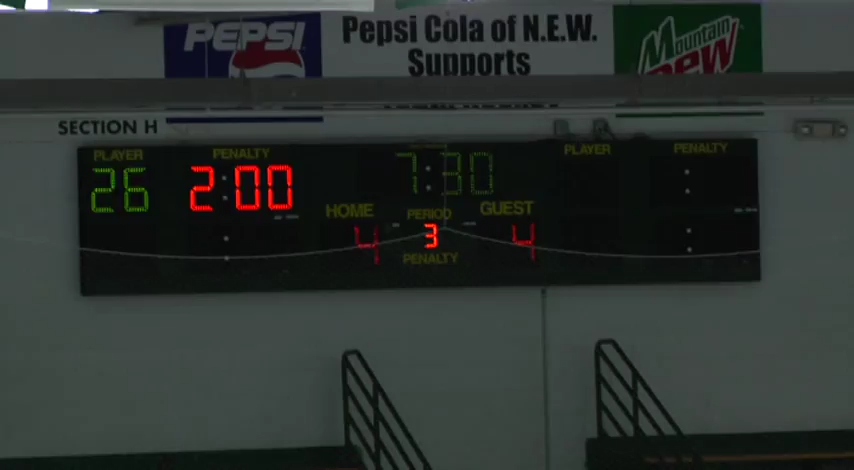 PEPSI
Pepsi Cola of N.E.W.
Supports
Mountain
Dew
SECTION H
PLAYER PENALTY PLAYER PENALTY
26 2:00 7:30 : 
HOME PERIOD GUEST
: 4 3 4 :
PENALTY